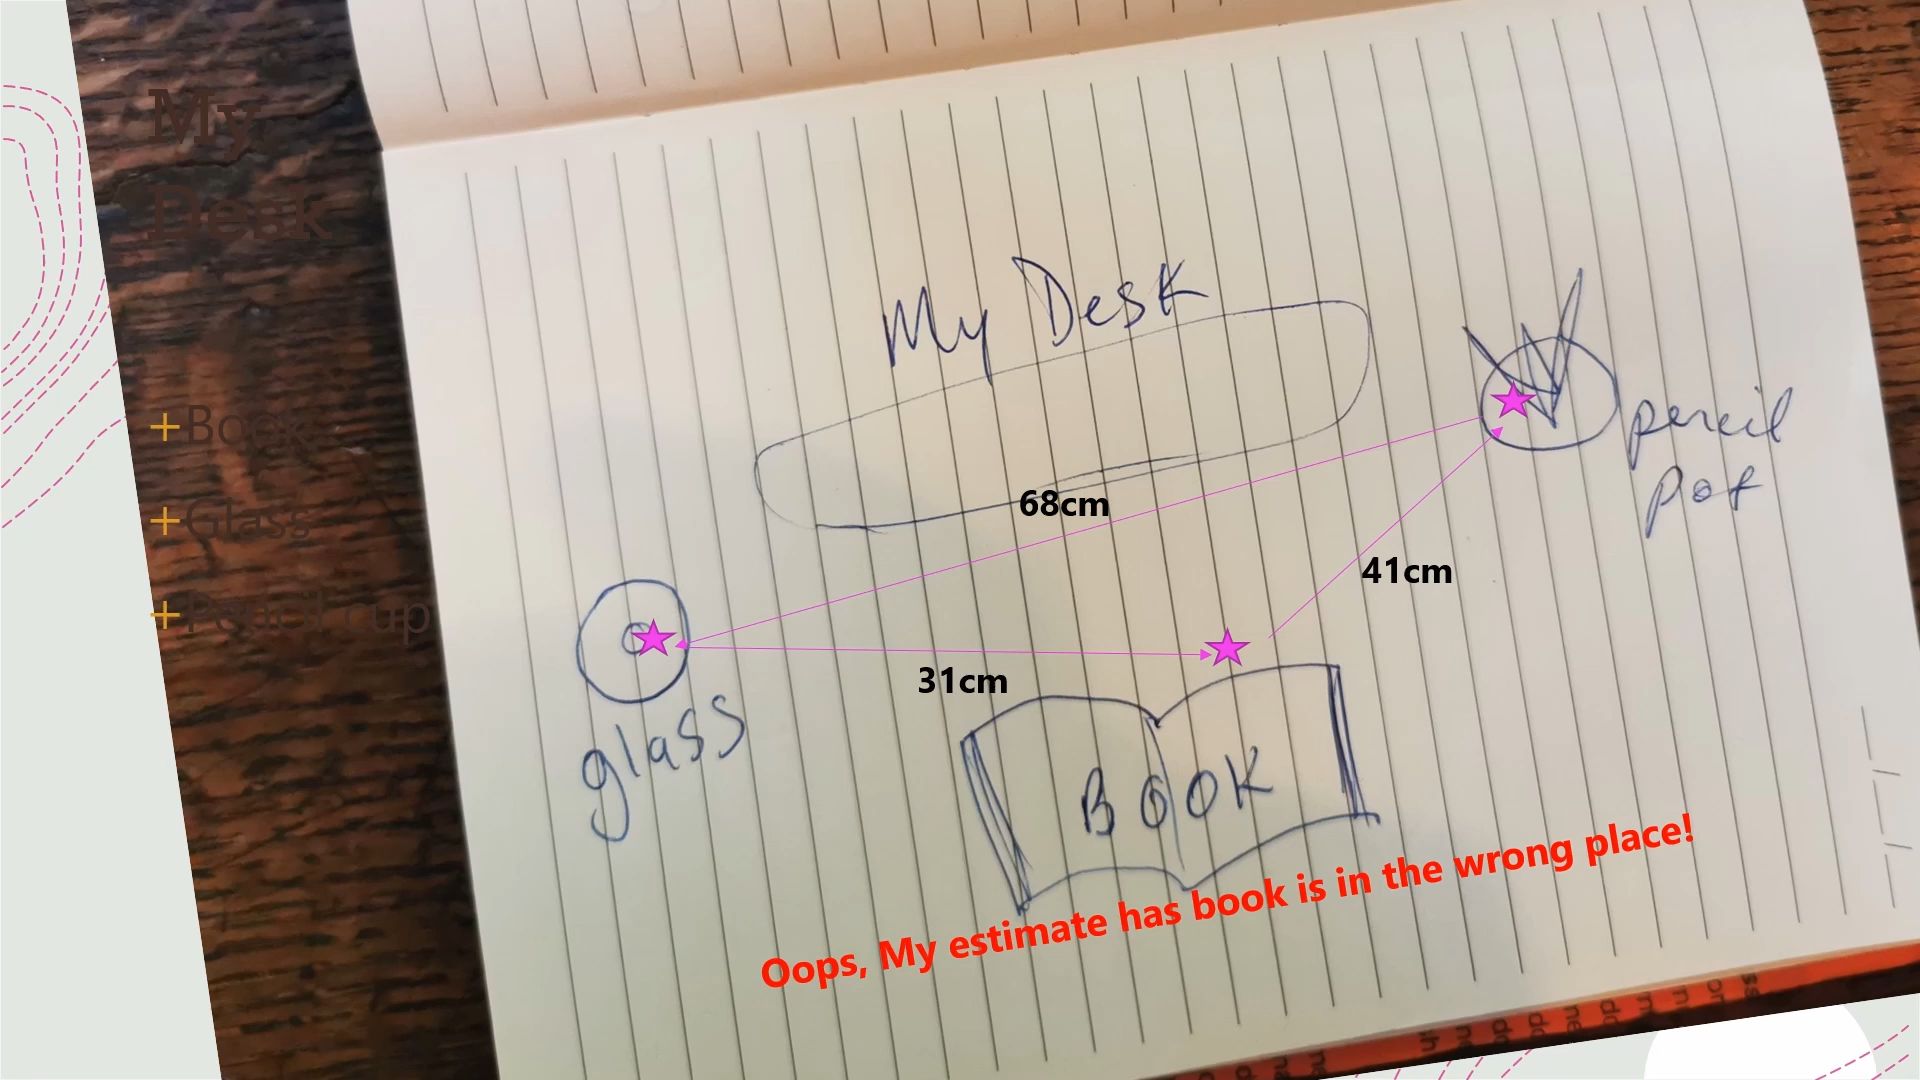 My
Desk
+Book
+Glass
+Pencil cup
My Desk
pencil
pot
68cm
41cm
31cm
glass
BOOK
Oops, My estimate has book is in the wrong place!